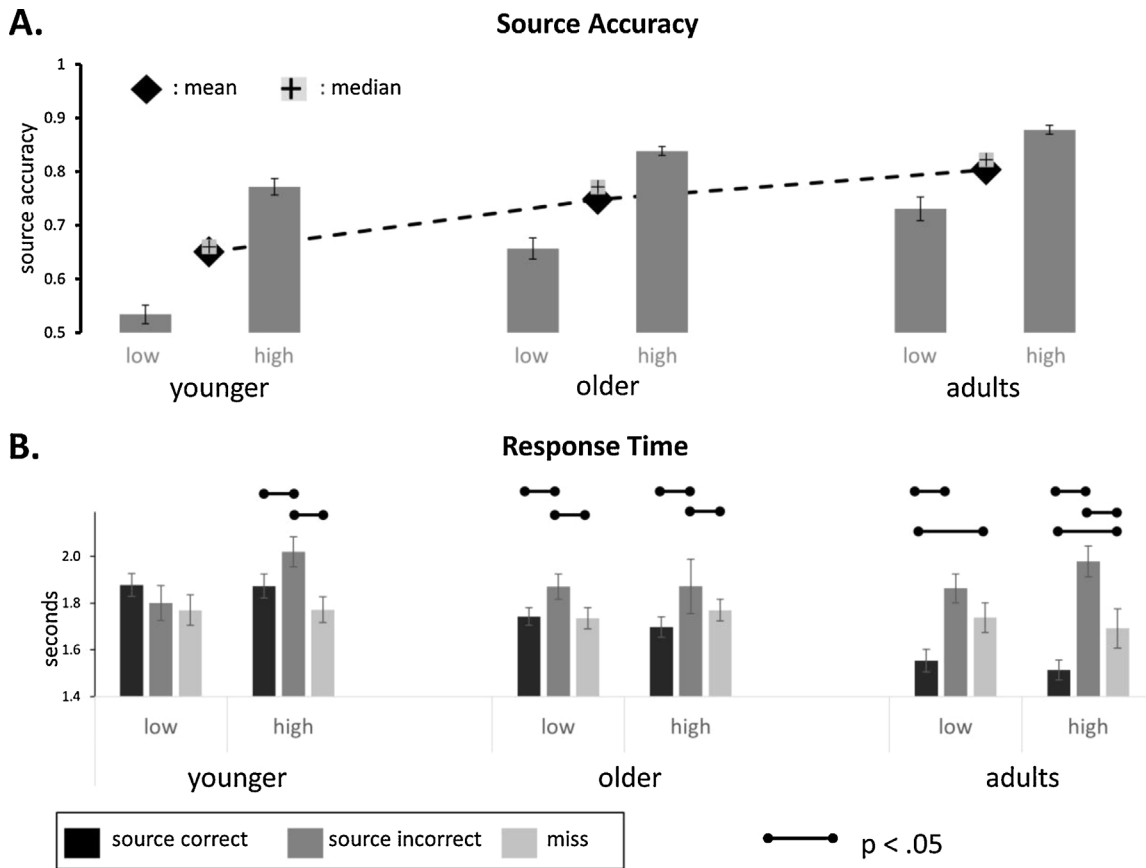 A.
Source Accuracy
1
: mean : median
0.9
0.8
0.7
0.6
0.5
source accuracy
low high low high low high
younger older adults
B.
Response Time
2.0
1.8
1.6
1.4
seconds
low high low high low high
younger older adults
source correct source incorrect miss
p < .05